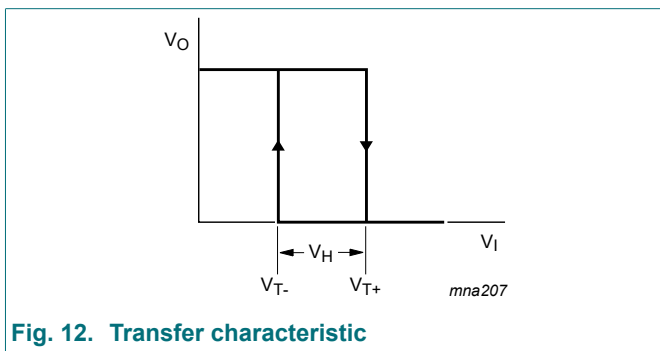 VO
VH
VI
VT-
VT+
mna207
Fig. 12. Transfer characteristic